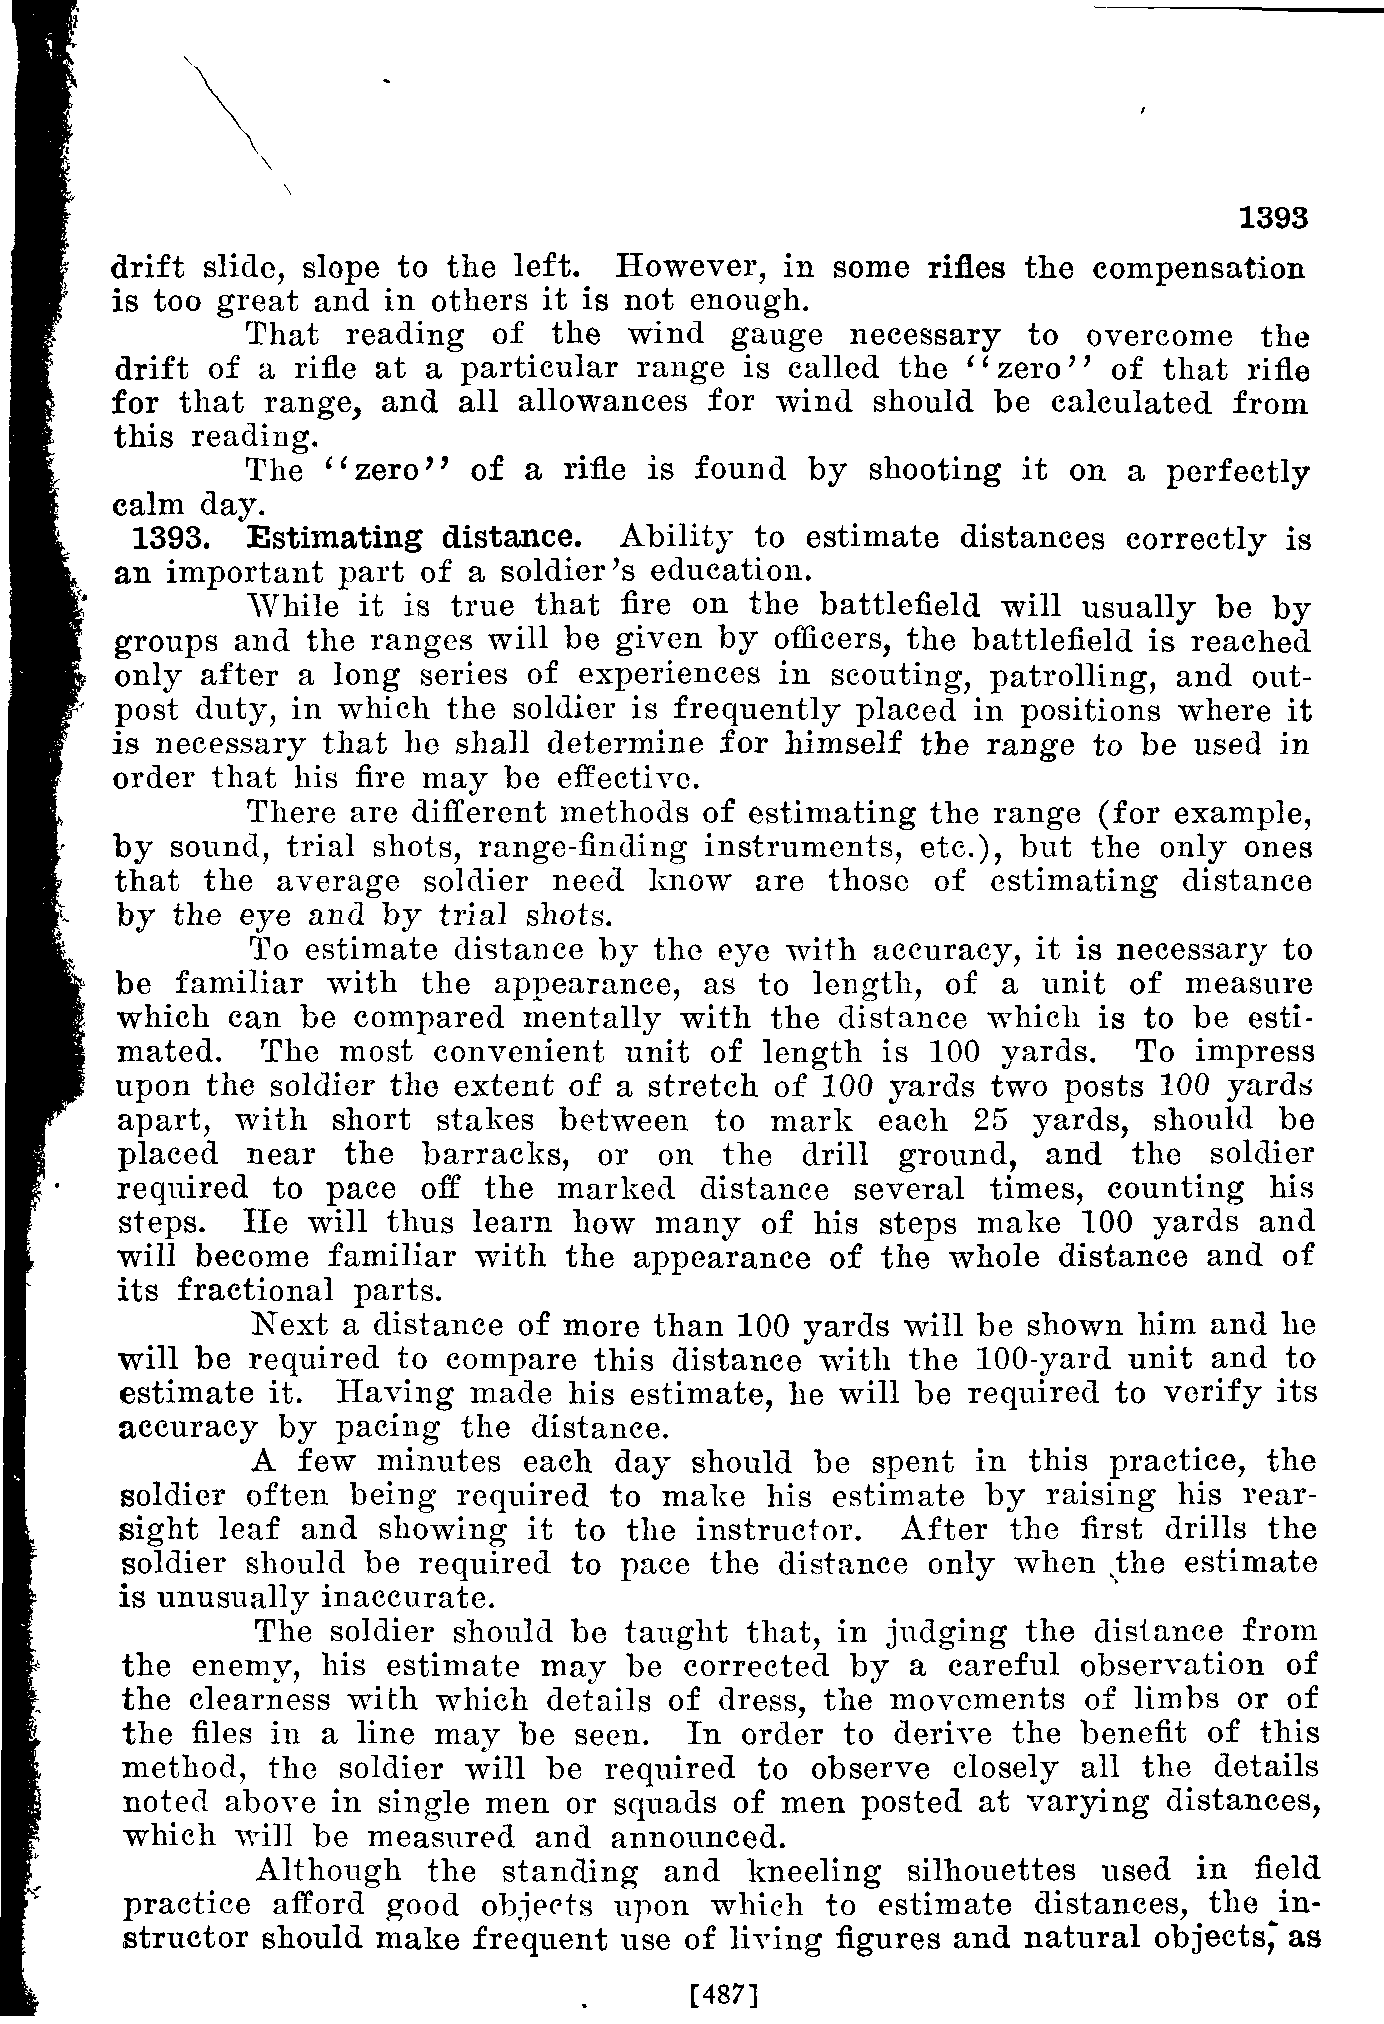 1393
drift slide, slope to the left. However, in some rifles the compensation
is too great and in others it is not enough.
That reading of the wind gauge necessary to overcome the
drift of a rifle at a particular range is called the ‘‘zero’’ of that rifle
for that range, and all allowances for wind should be calculated from
this reading.
The ‘‘zero’’ of a rifle is found by shooting it on a perfectly
calm day.
1393. Estimating distance. Ability to estimate distances correctly is
an important part of a soldier's education.
While it is true that fire on the battlefield will usually be by
groups and the ranges will be given by officers, the battlefield is reached
only after a long series of experiences in scouting, patrolling, and out-
post duty, in which the soldier is frequently placed in positions where it
is necessary that he shall determine for himself the range to be used in
order that his fire may be effective.
There are different methods of estimating the range (for example,
by sound, trial shots, range-finding instruments, etc.), but the only ones
that the average soldier need know are those of estimating distance
by the eye and by trial shots.
To estimate distance by the eye with accuracy, it is necessary to
be familiar with the appearance, as to length, of a unit of measure
which can be compared mentally with the distance which is to be esti-
mated. The most convenient unit of length is 100 yards. To impress
upon the soldier the extent of a stretch of 100 yards two posts 100 yards
apart, with short stakes between to mark each 25 yards, should be
placed near the barracks, or on the drill ground, and the soldier
required to pace off the marked distance several times, counting his
steps. He will thus learn how many of his steps make 100 yards and
will become familiar with the appearance of the whole distance and of
its fractional parts.
Next a distance of more than 100 yards will be shown him and he
will be required to compare this distance with the 100-yard unit and to
estimate it. Having made his estimate, he will be required to verify its
accuracy by pacing the distance.
A few minutes each day should be spent in this practice, the
soldier often being required to make his estimate by raising his rear-
sight leaf and showing it to the instructor. After the first drills the
soldier should be required to pace the distance only when the estimate
is unusually inaccurate.
The soldier should be taught that, in judging the distance from
the enemy, his estimate may be corrected by a careful observation of
the clearness with which details of dress, the movements of limbs or of
the files in a line may be seen. In order to derive the benefit of this
method, the soldier will be required to observe closely all the details
noted above in single men or squads of men posted at varying distances,
which will be measured and announced.
Although the standing and kneeling silhouettes used in field
practice afford good objects upon which to estimate distances, the in-
structor should make frequent use of living figures and natural objects, as
[487]